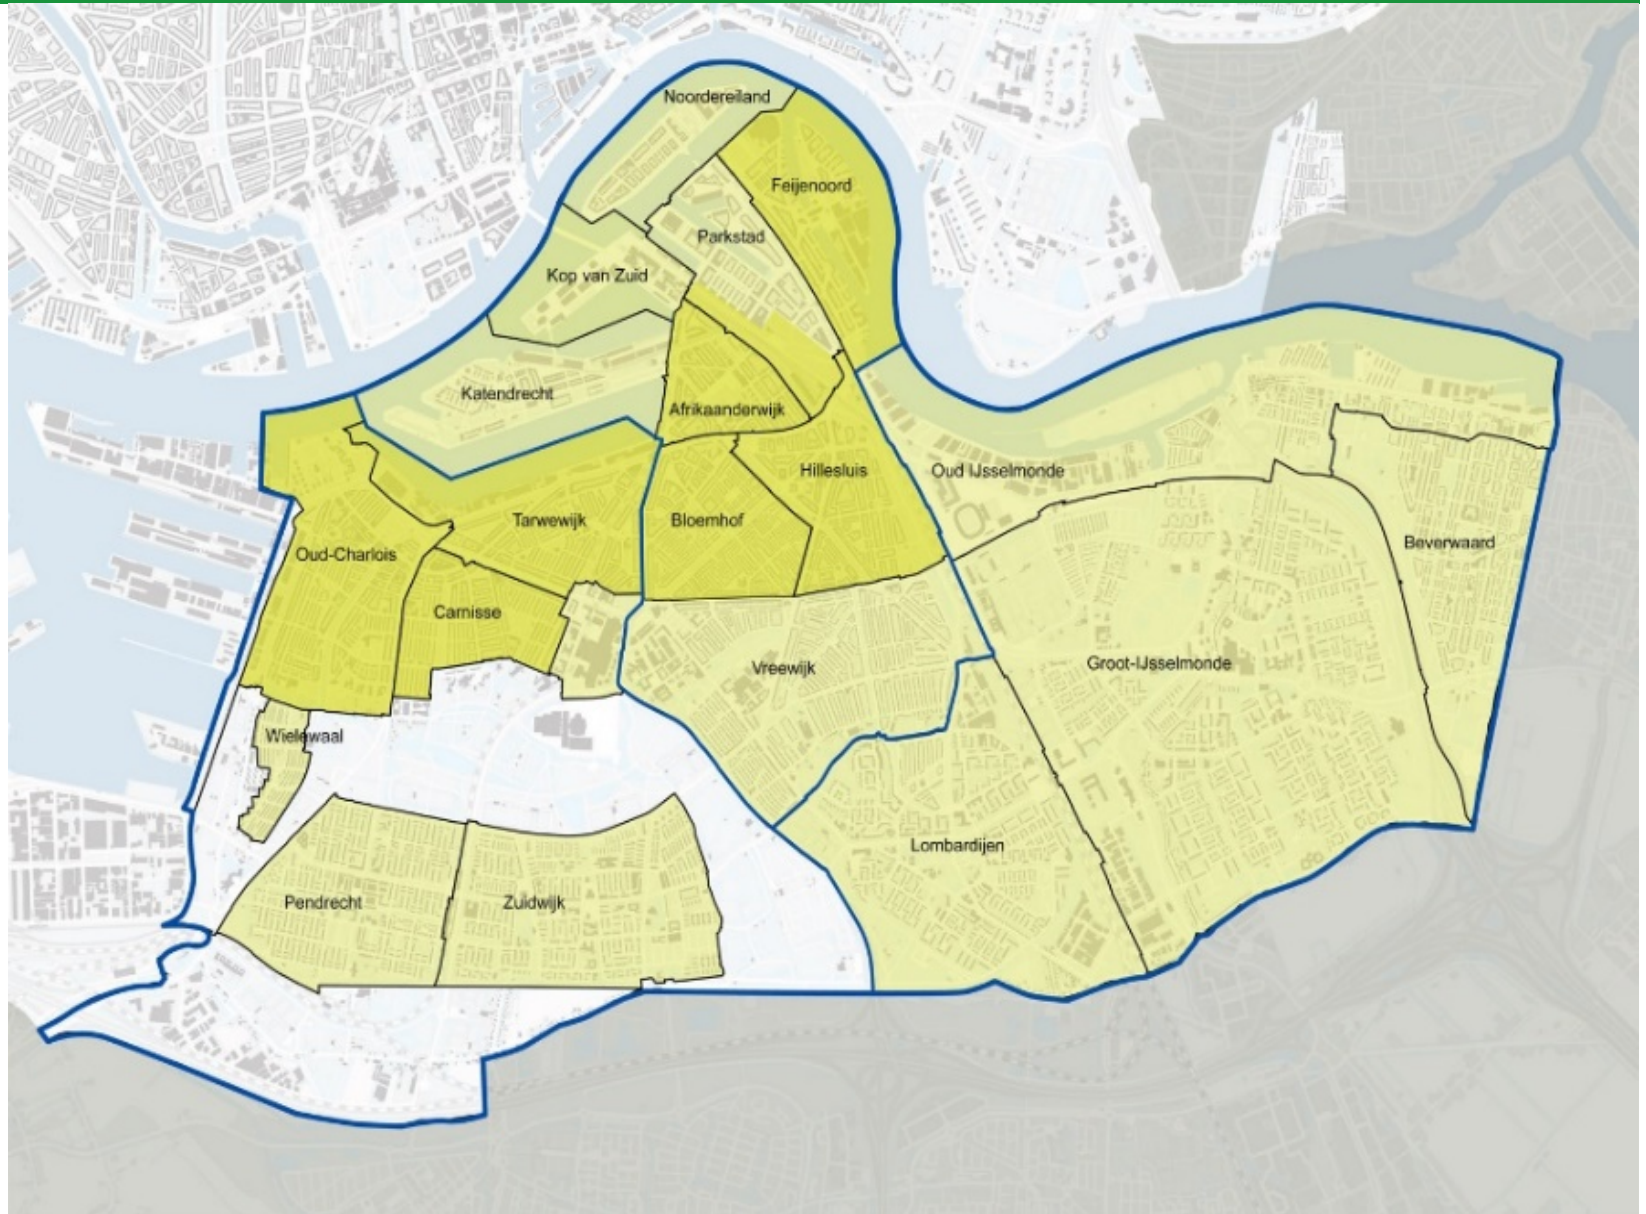 Noordereiland
Feijenoord
Parkstad
Kop van Zuid
Katendrecht
Afrikaanderwijk
Hillesluis
Oud IJsselmonde
Tarwewijk
Bloemhof
Oud-Charlois
Beverwaard
Carnisse
Vreewijk
Groot-IJsselmonde
Wielewaal
Lombardijen
Pendrecht
Zuidwijk